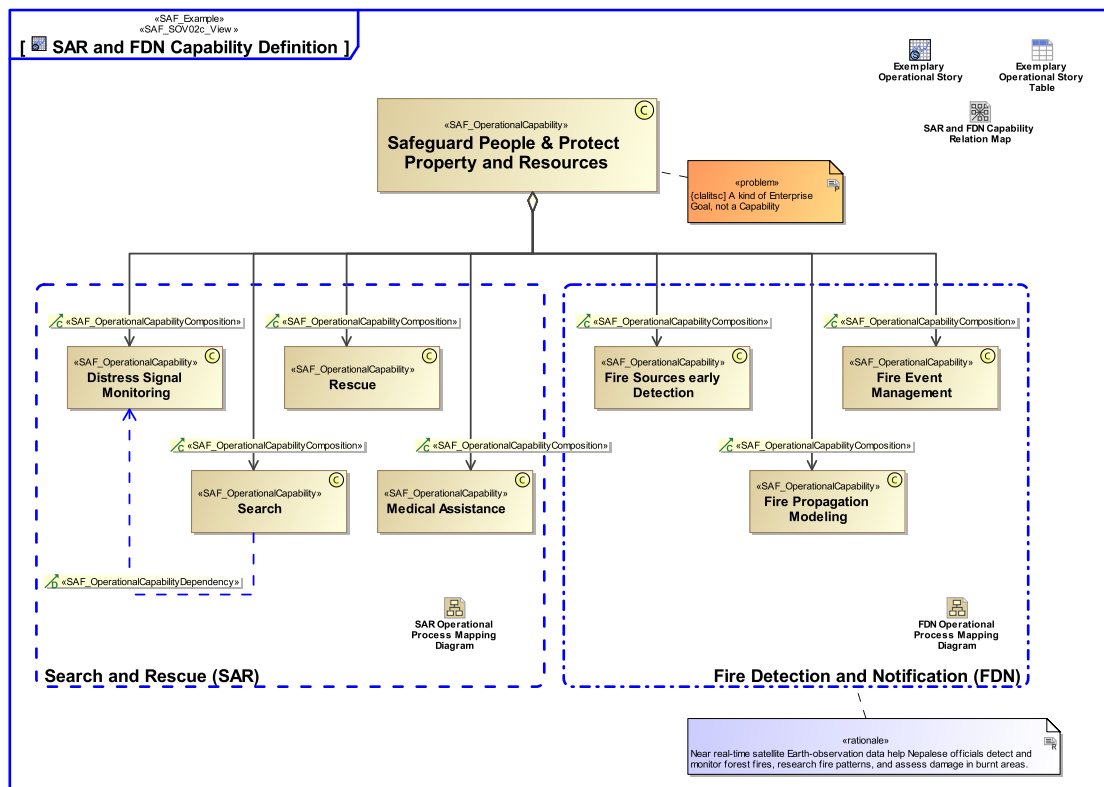 «SAF_Example»
«SAF_SOV02c_View »
[ SAR and FDN Capability Definition ]
Exemplary
Operational Story
Exemplary
Operational Story
Table
SAR and FDN Capability
Relation Map
C
«SAF_OperationalCapability»
Safeguard People & Protect
Property and Resources
«problem»
{clalitsc] A kind of Enterprise
Goal, not a Capability
«SAF_OperationalCapabilityComposition»
«SAF_OperationalCapabilityComposition»
«SAF_OperationalCapabilityComposition»
«SAF_OperationalCapabilityComposition»
C
«SAF_OperationalCapability»
Distress Signal
Monitoring
C
«SAF_OperationalCapability»
Rescue
C
«SAF_OperationalCapability»
Fire Sources early
Detection
C
«SAF_OperationalCapability»
Fire Event
Management
«SAF_OperationalCapabilityComposition»
«SAF_OperationalCapabilityComposition»
«SAF_OperationalCapabilityComposition»
C
«SAF_OperationalCapability»
Search
C
«SAF_OperationalCapability»
Medical Assistance
C
«SAF_OperationalCapability»
Fire Propagation
Modeling
«SAF_OperationalCapabilityDependency»
SAR Operational
Process Mapping
Diagram
FDN Operational
Process Mapping
Diagram
Search and Rescue (SAR)
Fire Detection and Notification (FDN)
«rationale»
Near real-time satellite Earth-observation data help Nepalese officials detect and
monitor forest fires, research fire patterns, and assess damage in burnt areas.